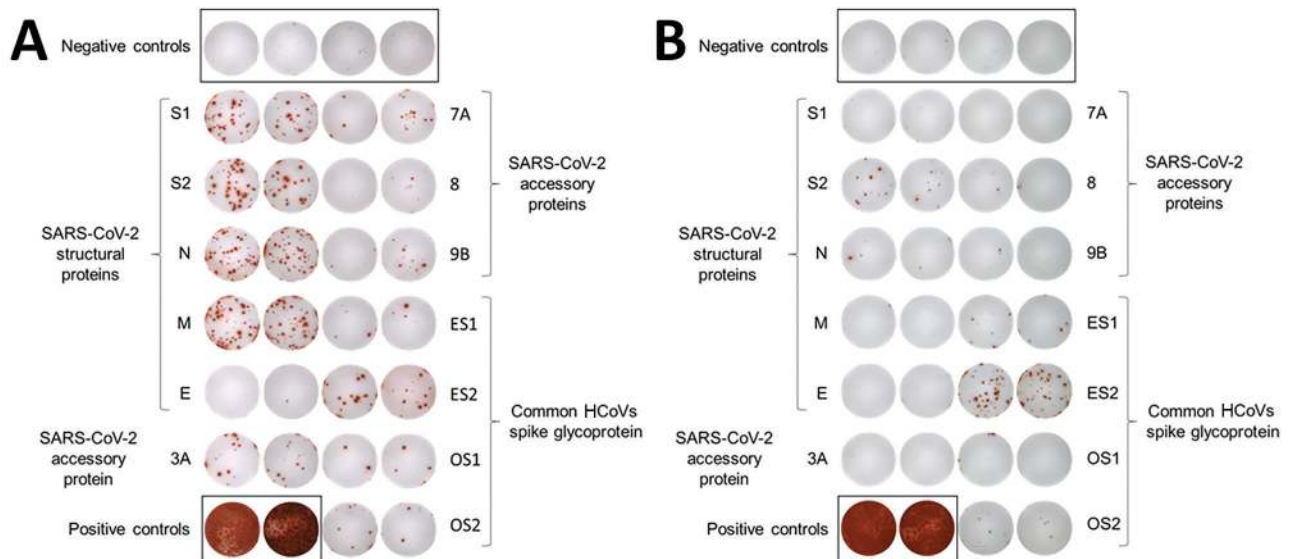 A
Negative controls
S1
7A
S2
8
SARS-CoV-2
accessory
proteins
SARS-CoV-2
structural
proteins
N
9B
M
ES1
E
ES2
Common HCoVs
spike glycoprotein
SARS-CoV-2
accessory
protein
3A
OS1
Positive controls
OS2
B
Negative controls
S1
7A
S2
8
SARS-CoV-2
accessory
proteins
SARS-CoV-2
structural
proteins
N
9B
M
ES1
E
ES2
Common HCoVs
spike glycoprotein
SARS-CoV-2
accessory
protein
3A
OS1
Positive controls
OS2